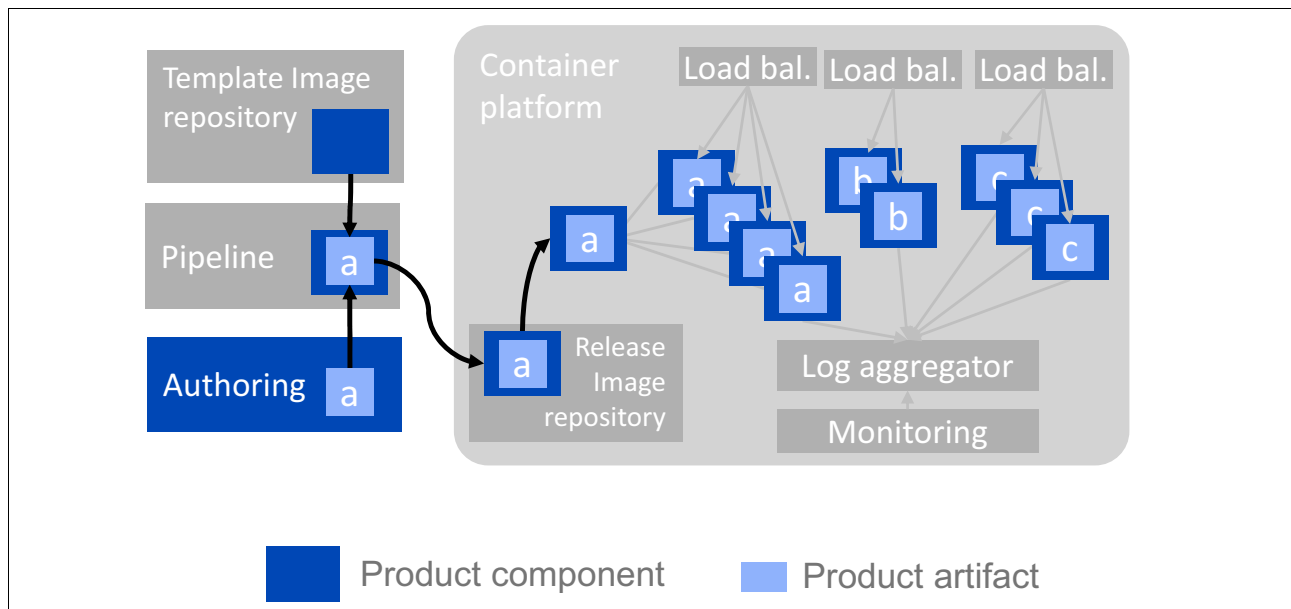 Template Image
repository
Pipeline
a
Authoring
a
Container
platform
Load bal.
Load bal.
Load bal.
a
a
a
a
a
b
b
c
c
c
a
Release
Image
repository
Log aggregator
Monitoring
Product component
Product artifact